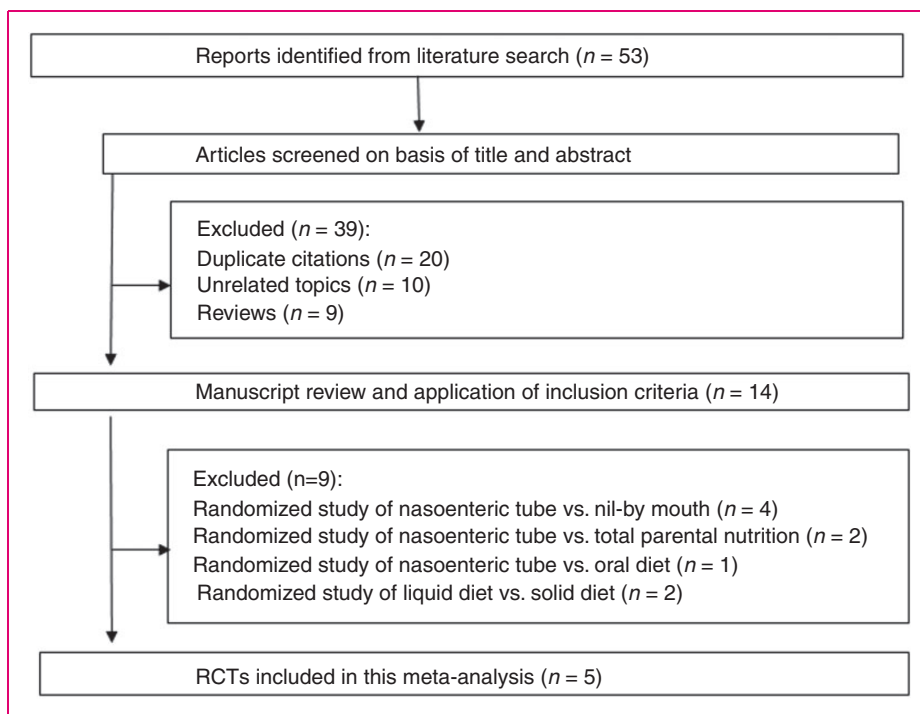 Reports identified from literature search (n = 53)
Articles screened on basis of title and abstract
Excluded (n = 39):
Duplicate citations (n = 20)
Unrelated topics (n = 10)
Reviews (n = 9)
Manuscript review and application of inclusion criteria (n = 14)
Excluded (n=9):
Randomized study of nasoenteric tube vs. nil-by mouth (n = 4)
Randomized study of nasoenteric tube vs. total parental nutrition (n = 2)
Randomized study of nasoenteric tube vs. oral diet (n = 1)
Randomized study of liquid diet vs. solid diet (n = 2)
RCTs included in this meta-analysis (n = 5)